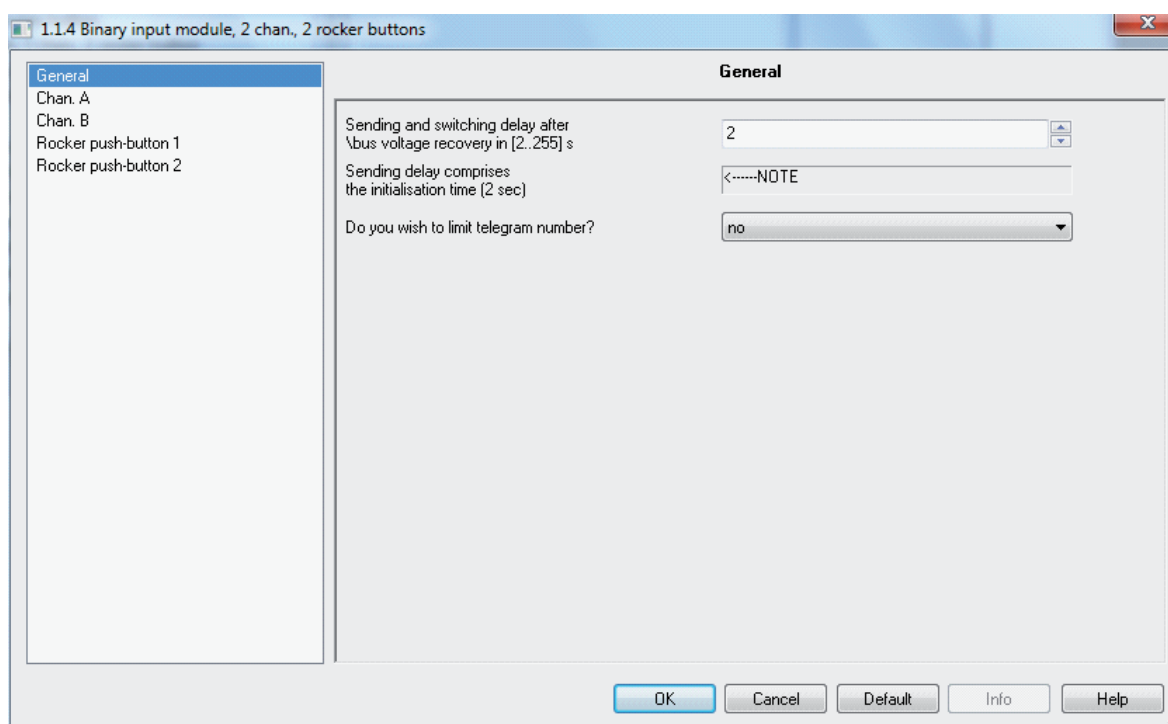 1.1.4 Binary input module, 2 chan., 2 rocker buttons
General
Chan. A
Chan. B
Rocker push-button 1
Rocker push-button 2
General
Sending and switching delay after
\bus voltage recovery in [2..255] s
2
Sending delay comprises
the initialisation time (2 sec)
<------NOTE
Do you wish to limit telegram number?
no
OK
Cancel
Default
Info
Help